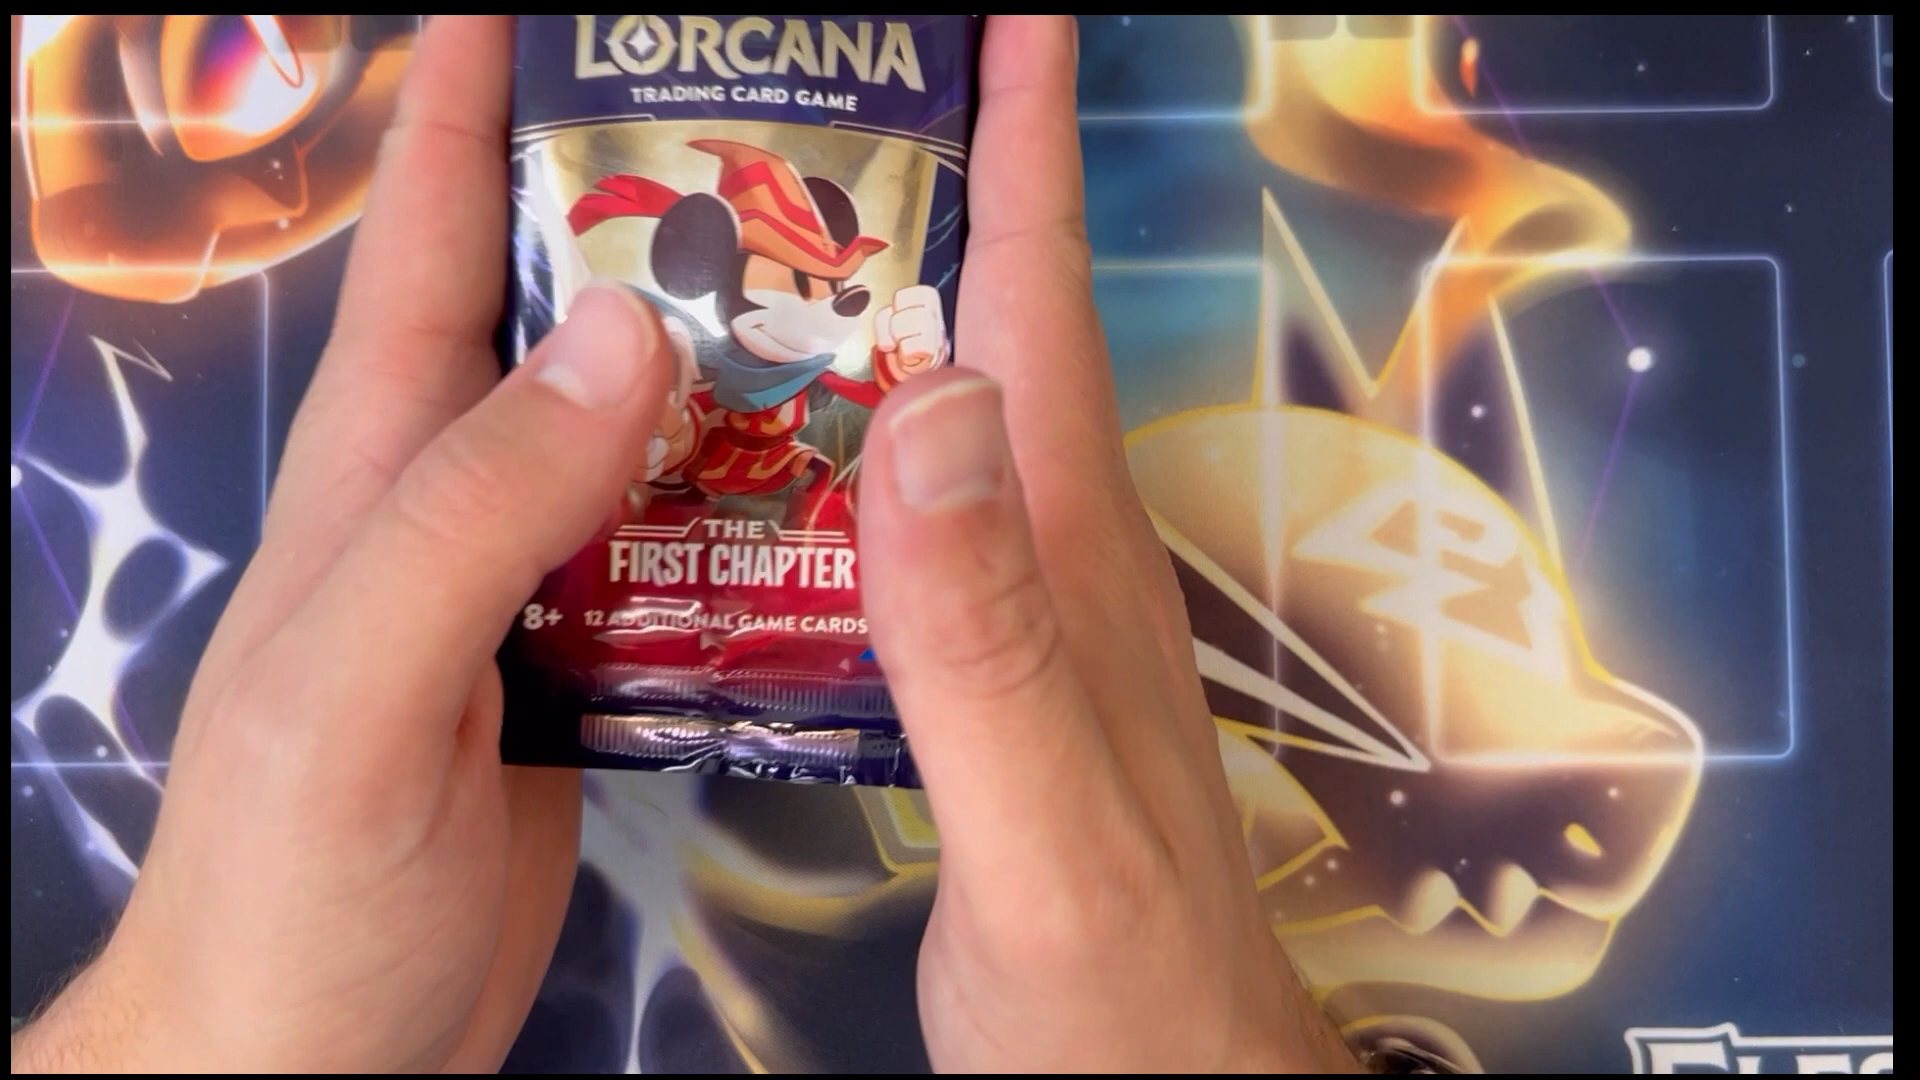 LORCANA
TRADING CARD GAME
THE
FIRST CHAPTER
8+ 12 ADDITIONAL GAME CARDS